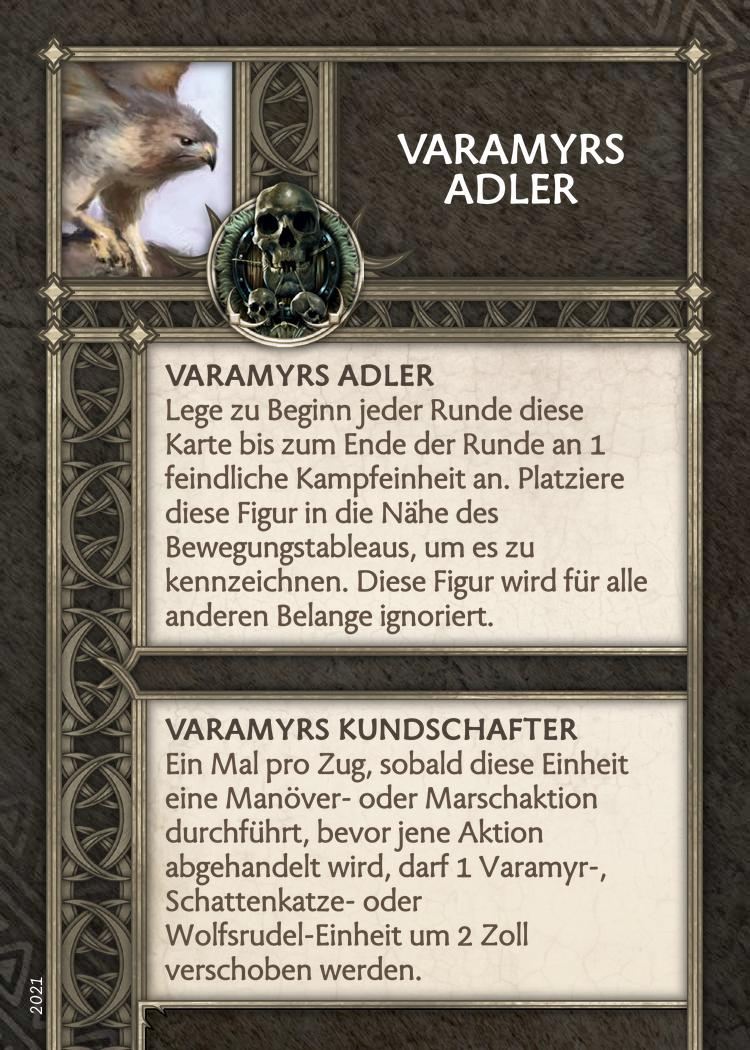 VARAMYRS
ADLER
VARAMYRS ADLER
Lege zu Beginn jeder Runde diese
Karte bis zum Ende der Runde an 1
feindliche Kampfeinheit an. Platziere
diese Figur in die Nähe des
Bewegungstableaus, um es zu
kennzeichnen. Diese Figur wird für alle
anderen Belange ignoriert.
VARAMYRS KUNDSCHAFTER
Ein Mal pro Zug, sobald diese Einheit
eine Manöver- oder Marschaktion
durchführt, bevor jene Aktion
abgehandelt wird, darf 1 Varamyr-,
Schattenkatze- oder
Wolfsrudel-Einheit um 2 Zoll
verschoben werden.
2021